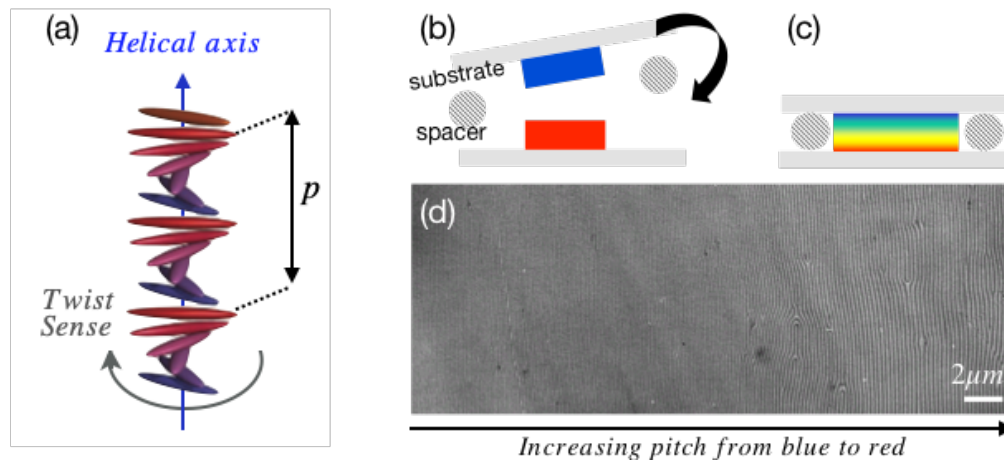 (a)
Helical axis
p
Twist
Sense
(b)
substrate
spacer
(c)
(d)
2μm
Increasing pitch from blue to red